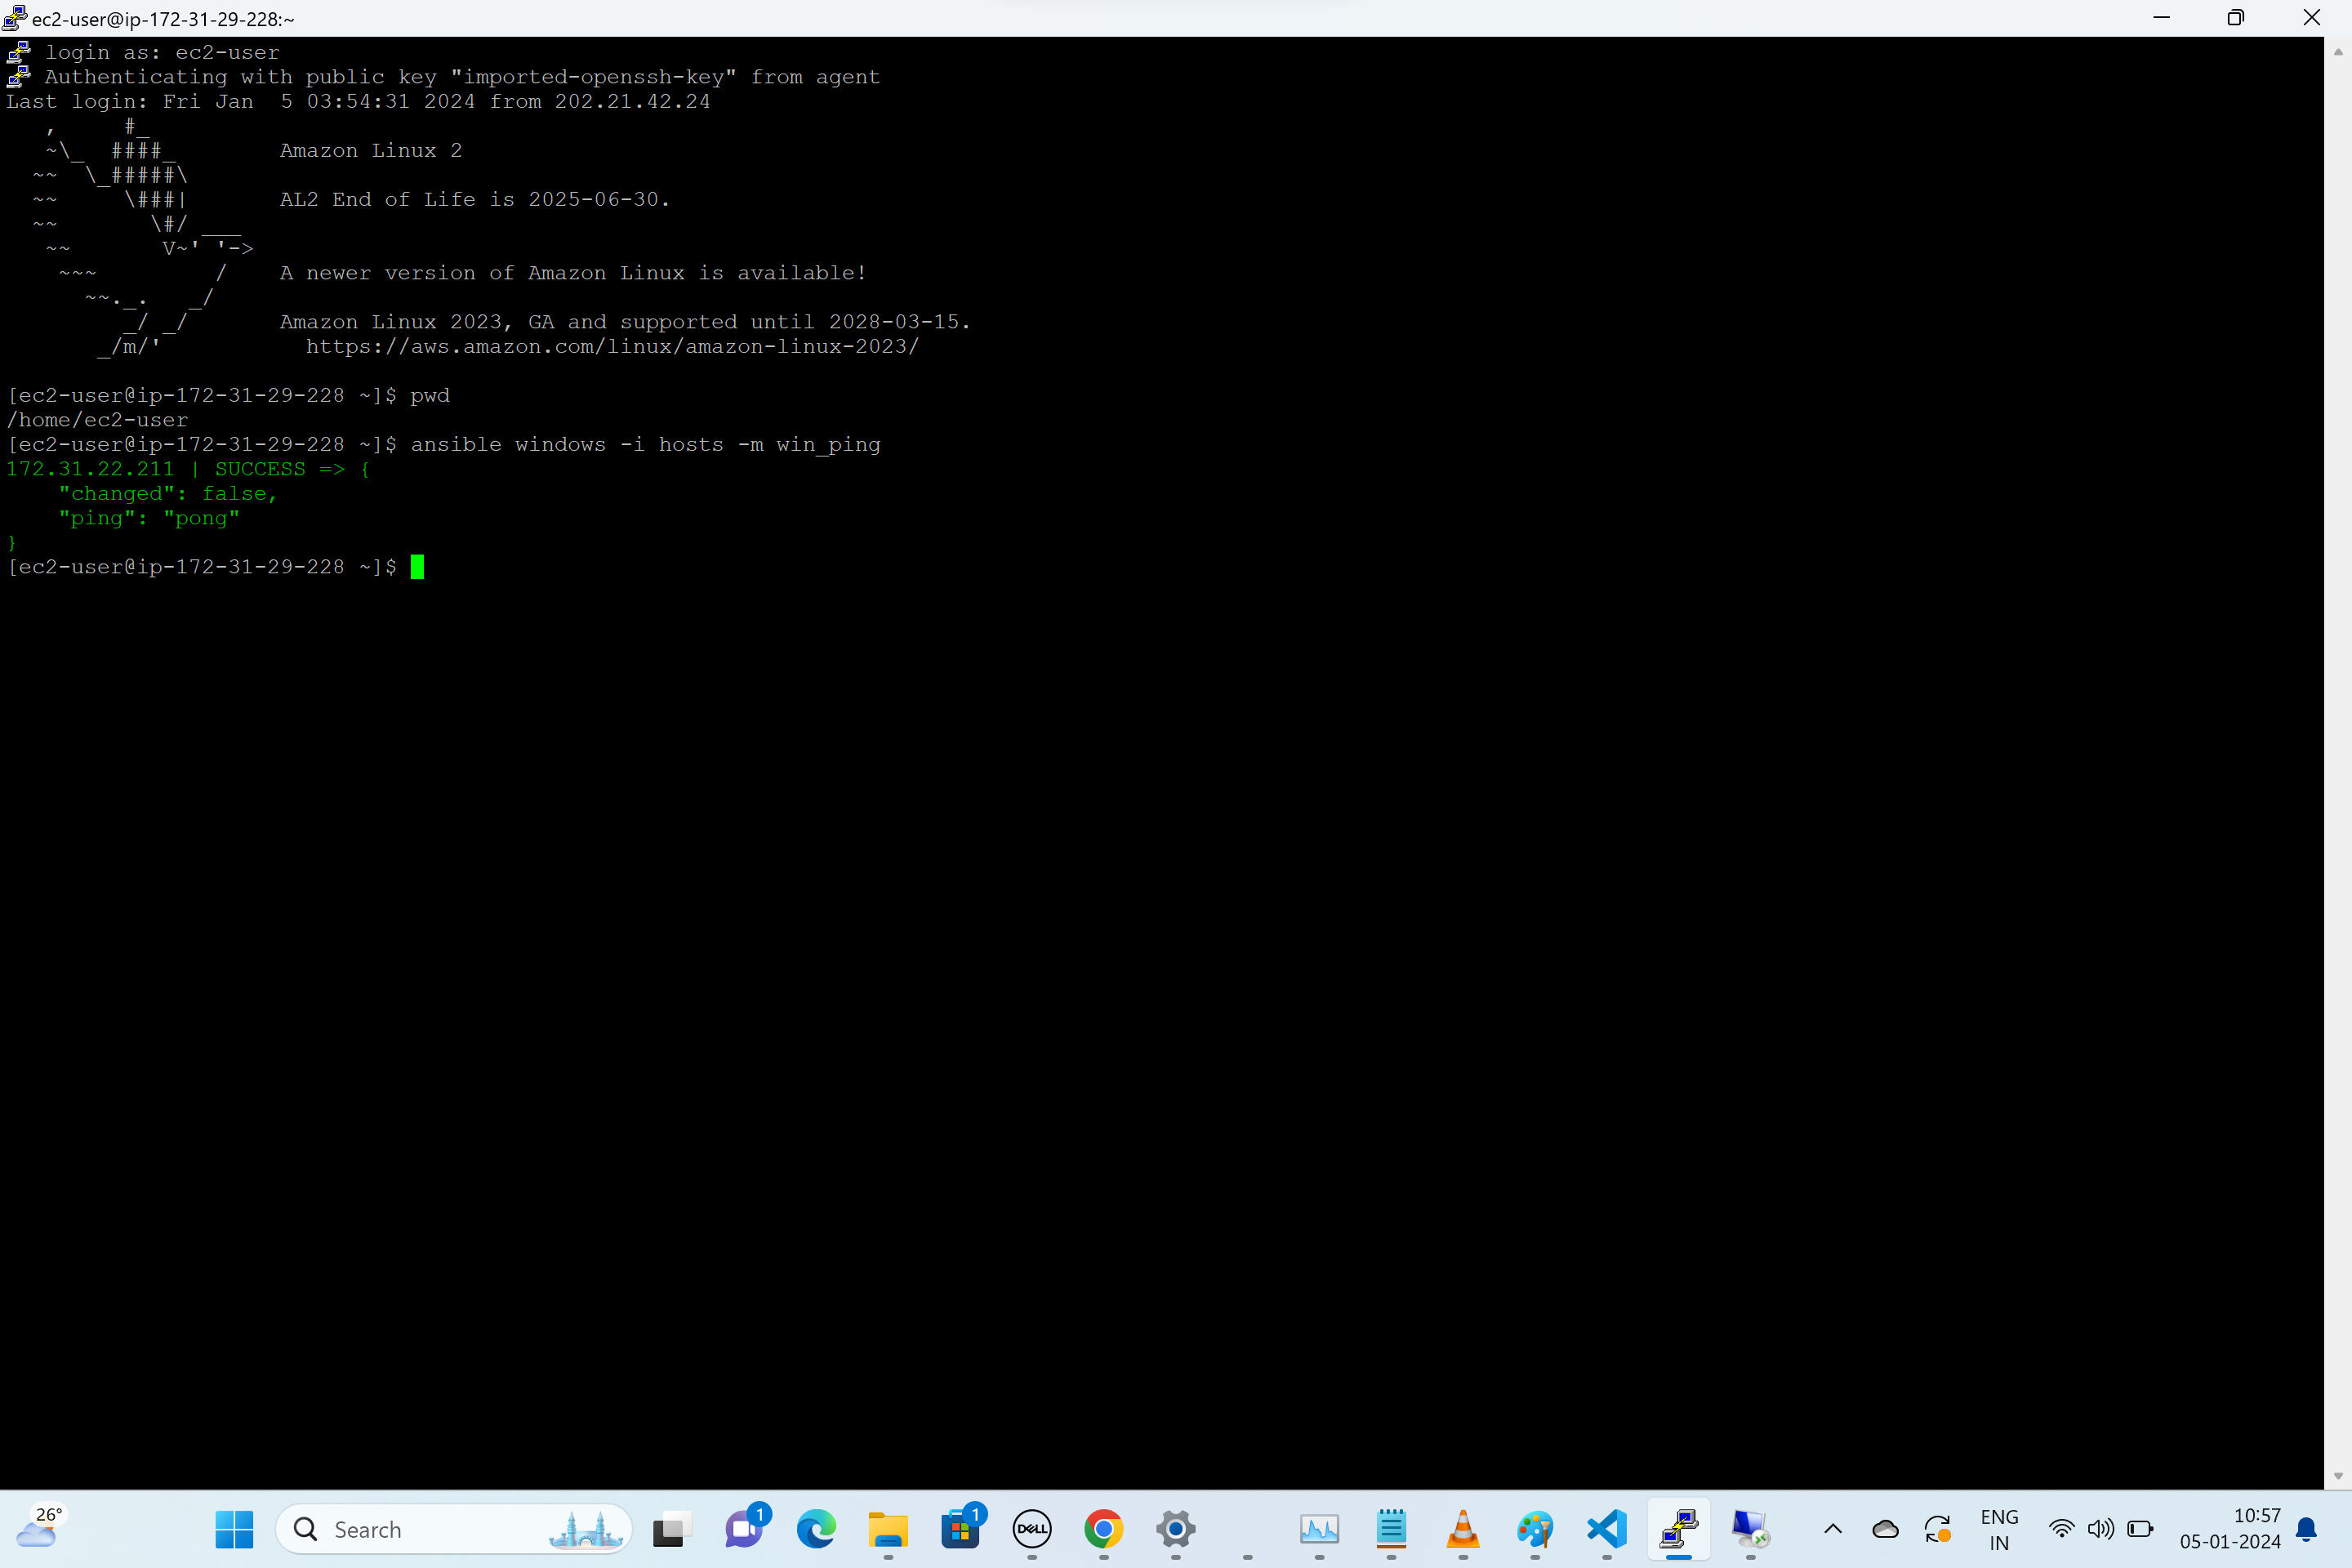 ec2-user@ip-172-31-29-228:~
login as: ec2-user
Authenticating with public key "imported-openssh-key" from agent
Last login: Fri Jan  5 03:54:31 2024 from 202.21.42.24
   ,     #_
   ~\_  ####_        Amazon Linux 2
  ~~  \_#####\
  ~~     \###|       AL2 End of Life is 2025-06-30.
  ~~       \#/ ___
   ~~       V~' '->
    ~~~         /    A newer version of Amazon Linux is available!
      ~~._.   _/
         _/ _/       Amazon Linux 2023, GA and supported until 2028-03-15.
       _/m/'           https://aws.amazon.com/linux/amazon-linux-2023/
[ec2-user@ip-172-31-29-228 ~]$ pwd
/home/ec2-user
[ec2-user@ip-172-31-29-228 ~]$ ansible windows -i hosts -m win_ping
172.31.22.211 | SUCCESS => {
    "changed": false,
    "ping": "pong"
}
[ec2-user@ip-172-31-29-228 ~]$
26°
Search
1
1
DELL
ENG
IN
10:57
05-01-2024